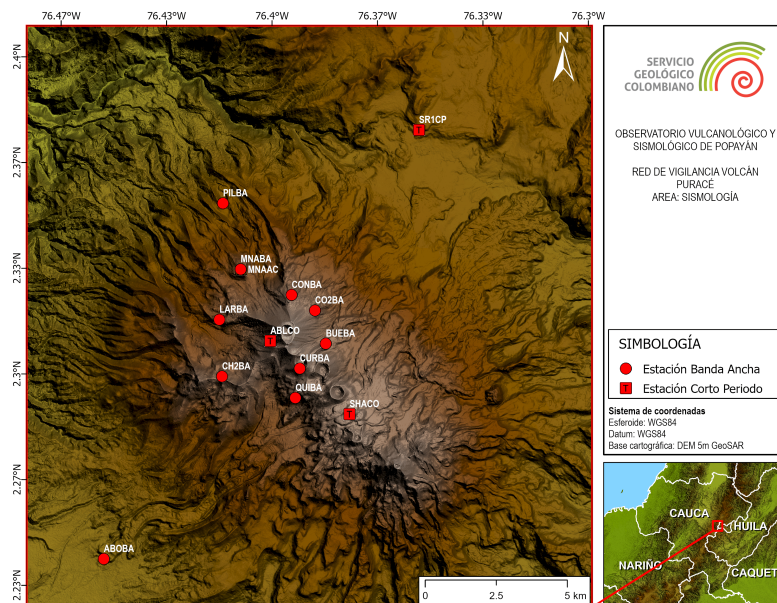 76.47°W 76.43°W 76.4°W 76.37°W 76.33°W 76.3°W
2.4°N
2.37°N
2.33°N
2.3°N
2.27°N
2.23°N
N
SR1CP
T
PILBA
MNABA
MNAAC
CONBA
CO2BA
LARBA
ABLCO
T
BUEBA
CURBA
CH2BA
QUIBA
SHACO
T
ABOBA
0 2.5 5 km
SERVICIO
GEOLÓGICO
COLOMBIANO
OBSERVATORIO VULCANOLÓGICO Y
SISMOLÓGICO DE POPAYÁN
RED DE VIGILANCIA VOLCÁN
PURACÉ
AREA: SISMOLOGÍA
SIMBOLOGÍA
Estación Banda Ancha
T Estación Corto Periodo
Sistema de coordenadas
Esferoide: WGS84
Datum: WGS84
Base cartográfica: DEM 5m GeoSAR
CAUCA
HUILA
NARIÑO
CAQUET